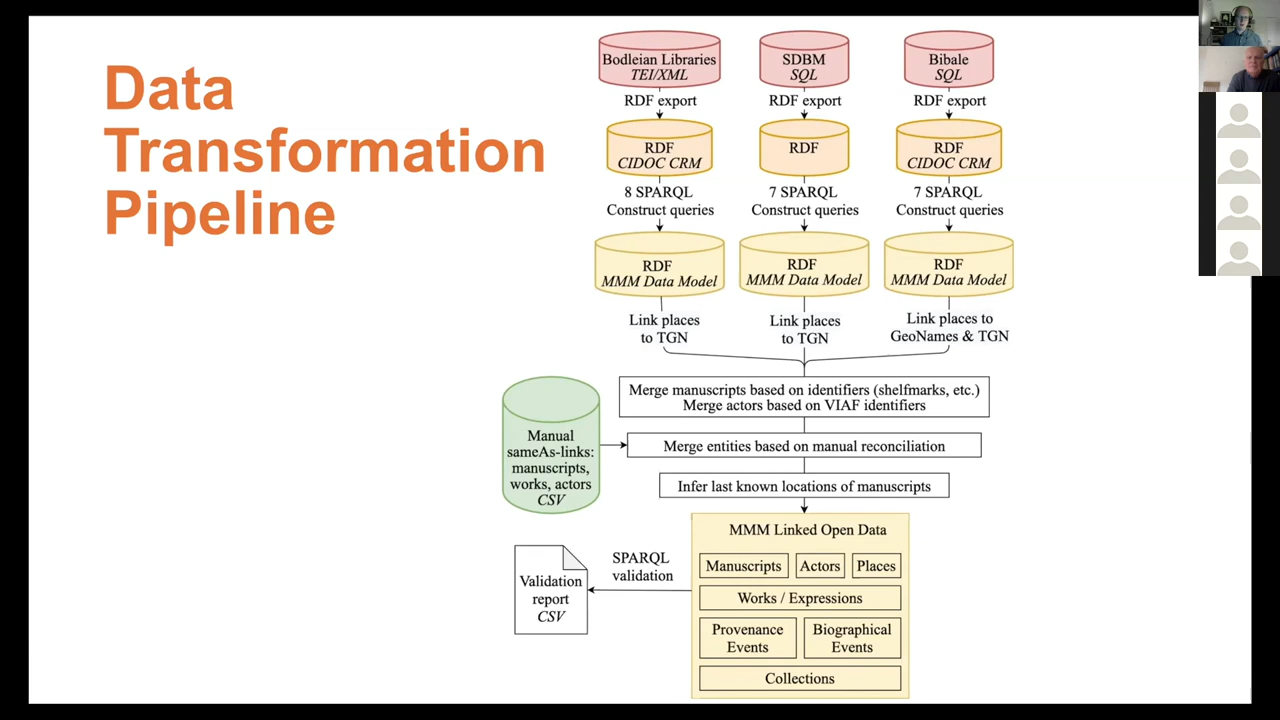 Data
Transformation
Pipeline
Bodleian Libraries
TEI/XML
SDBM
SQL
Bibale
SQL
RDF export
RDF export
RDF export
RDF
CIDOC CRM
RDF
RDF
CIDOC CRM
8 SPARQL
Construct queries
7 SPARQL
Construct queries
7 SPARQL
Construct queries
RDF
MMM Data Model
RDF
MMM Data Model
RDF
MMM Data Model
Link places
to TGN
Link places
to TGN
Link places to
GeoNames & TGN
Merge manuscripts based on identifiers (shelfmarks, etc.)
Merge actors based on VIAF identifiers
Manual
sameAs-links:
manuscripts,
works, actors
CSV
Merge entities based on manual reconciliation
Infer last known locations of manuscripts
MMM Linked Open Data
Manuscripts
Actors
Places
Works / Expressions
Provenance
Events
Biographical
Events
Collections
SPARQL
validation
Validation
report
CSV